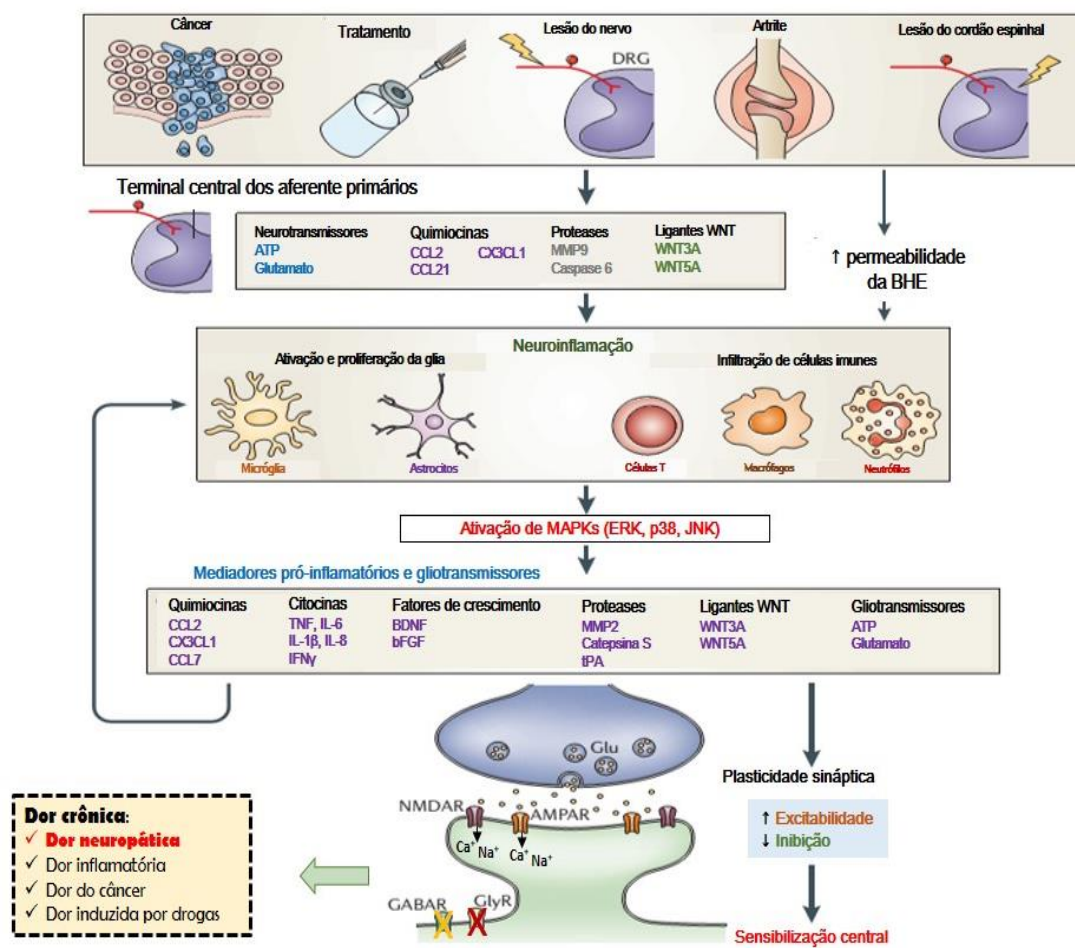 Câncer
Tratamento
Lesão do nervo
DRG
Artrite
Lesão do cordão espinhal
Terminal central dos aferente primários
Neurotransmissores
ATP
Glutamato
Quimiocinas
CCL2 CX3CL1
CCL21
Proteases
MMP9
Caspase 6
Ligantes WNT
WNT3A
WNT5A
↑ permeabilidade
da BHE
Neuroinflamação
Ativação e proliferação da glia
Infiltração de células imunes
Micróglia
Astrocitos
Células T
Macrófagos
Neutrófilos
Ativação de MAPKs (ERK, p38, JNK)
Mediadores pró-inflamatórios e gliotransmissores
Quimiocinas
CCL2
CX3CL1
CCL7
Citocinas
TNF, IL-6
IL-1β, IL-8
IFNγ
Fatores de crescimento
BDNF
bFGF
Proteases
MMP2
Catepsina S
tPA
Ligantes WNT
WNT3A
WNT5A
Gliotransmissores
ATP
Glutamato
Glu
NMDAR
AMPAR
Ca⁺ Na⁺
Ca⁺ Na⁺
GABAR
GlyR
Plasticidade sináptica
↑ Excitabilidade
↓ Inibição
Sensibilização central
Dor crônica:
✓ Dor neuropática
✓ Dor inflamatória
✓ Dor do câncer
✓ Dor induzida por drogas